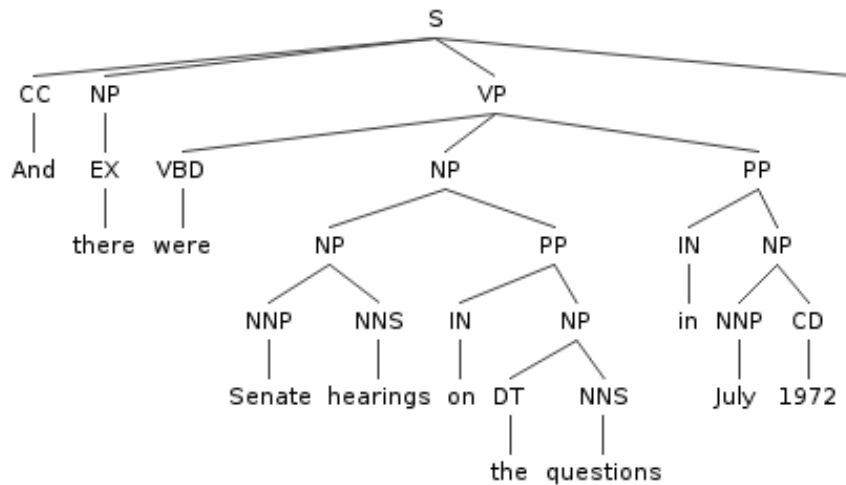 S
CC NP VP
And EX VBD NP PP
there were NP PP IN NP
NNP NNS IN NP in NNP CD
Senate hearings on DT NNS July 1972
the questions